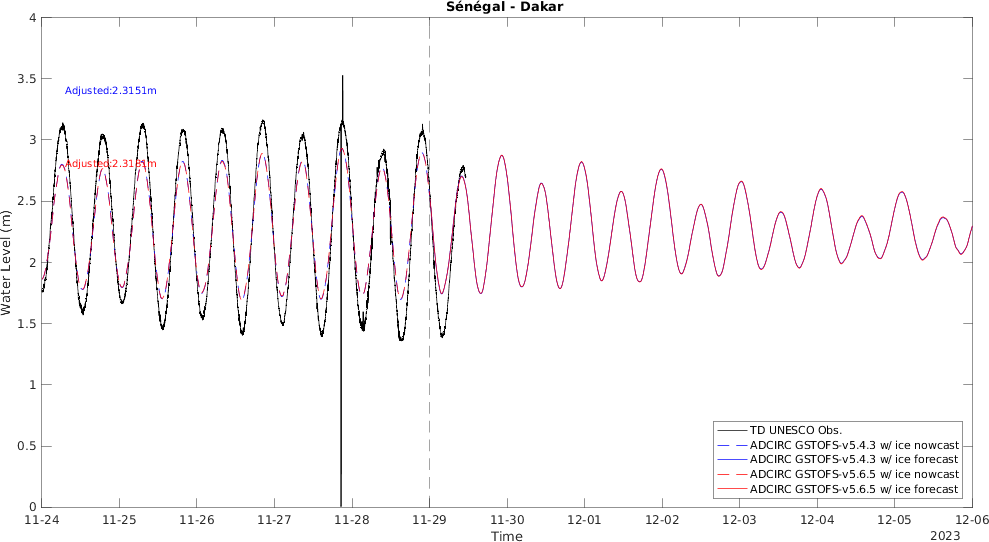 Sénégal - Dakar
4
3.5
3
2.5
2
1.5
1
0.5
0
Water Level (m)
Adjusted:2.3151m
Adjusted:2.3181m
TD UNESCO Obs.
ADCIRC GSTOFS-v5.4.3 w/ ice nowcast
ADCIRC GSTOFS-v5.4.3 w/ ice forecast
ADCIRC GSTOFS-v5.6.5 w/ ice nowcast
ADCIRC GSTOFS-v5.6.5 w/ ice forecast
11-24 11-25 11-26 11-27 11-28 11-29 11-30 12-01 12-02 12-03 12-04 12-05 12-06
Time
2023